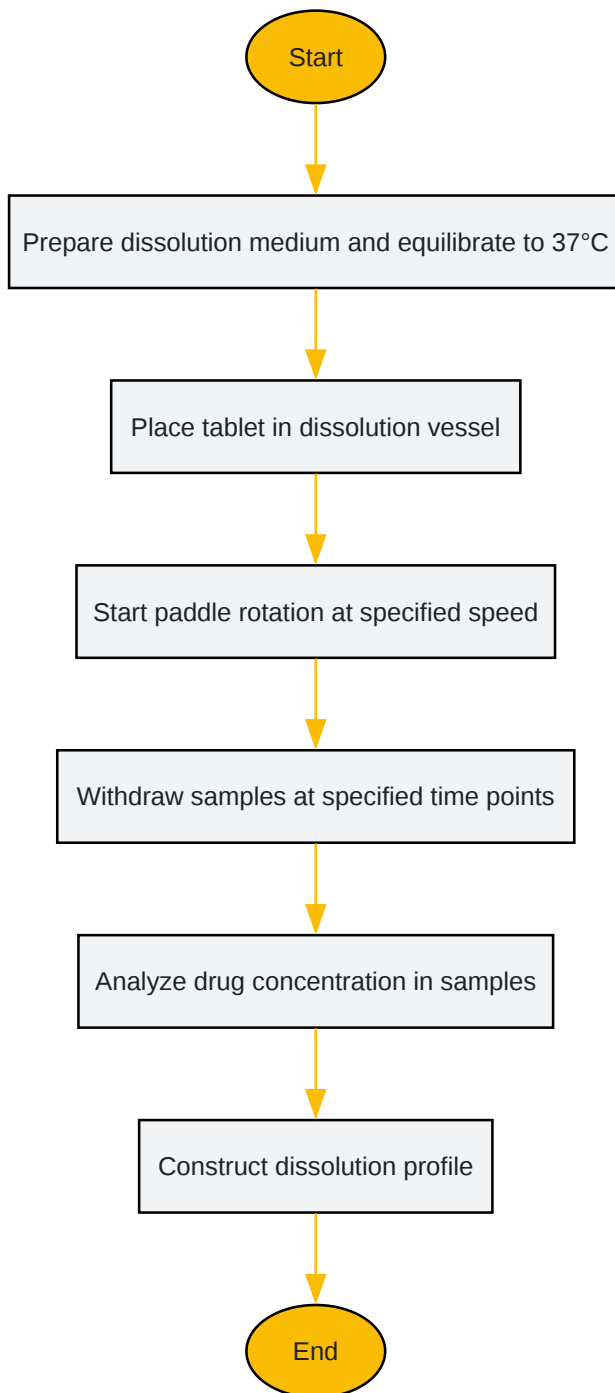 Start
Prepare dissolution medium and equilibrate to 37°C
Place tablet in dissolution vessel
Start paddle rotation at specified speed
Withdraw samples at specified time points
Analyze drug concentration in samples
Construct dissolution profile
End